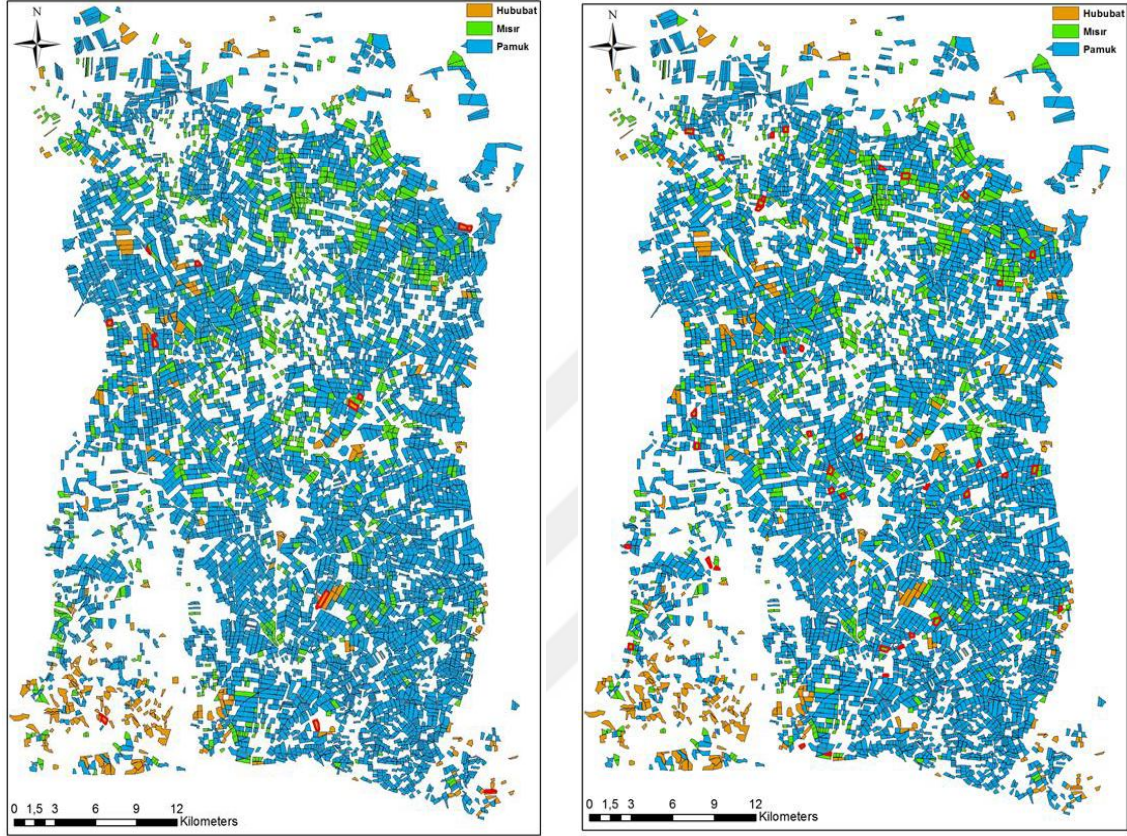 N
Hububat
Mısır
Pamuk
0 1,5 3 6 9 12
Kilometers
N
Hububat
Mısır
Pamuk
0 1,5 3 6 9 12
Kilometers